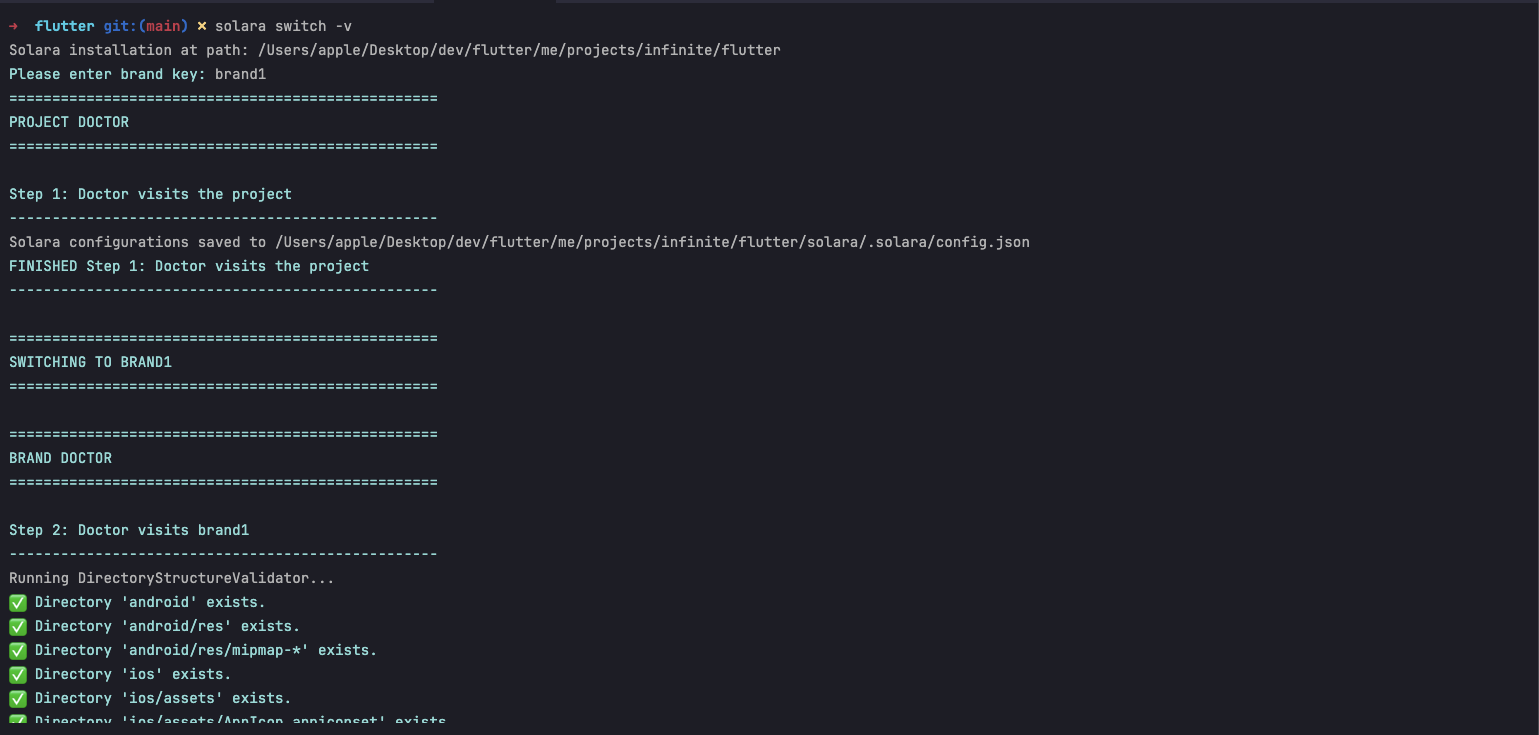 ➜  flutter git:(main) ✗ solara switch -v
Solara installation at path: /Users/apple/Desktop/dev/flutter/me/projects/infinite/flutter
Please enter brand key: brand1
==================================================
PROJECT DOCTOR
==================================================
Step 1: Doctor visits the project
--------------------------------------------------
Solara configurations saved to /Users/apple/Desktop/dev/flutter/me/projects/infinite/flutter/solara/.solara/config.json
FINISHED Step 1: Doctor visits the project
--------------------------------------------------
==================================================
SWITCHING TO BRAND1
==================================================
==================================================
BRAND DOCTOR
==================================================
Step 2: Doctor visits brand1
--------------------------------------------------
Running DirectoryStructureValidator...
✅ Directory 'android' exists.
✅ Directory 'android/res' exists.
✅ Directory 'android/res/mipmap-*' exists.
✅ Directory 'ios' exists.
✅ Directory 'ios/assets' exists.
✅ Directory 'ios/assets/AppIcon.appiconset' exists.